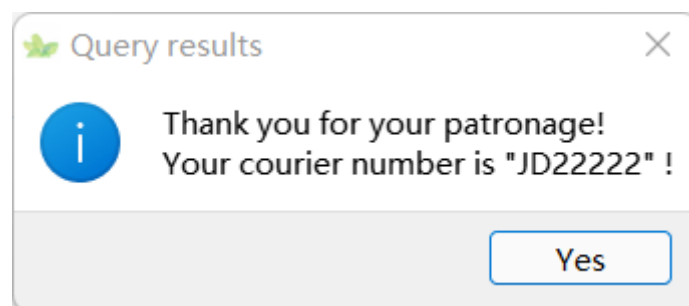 Query results
Thank you for your patronage!
Your courier number is "JD22222" !
Yes